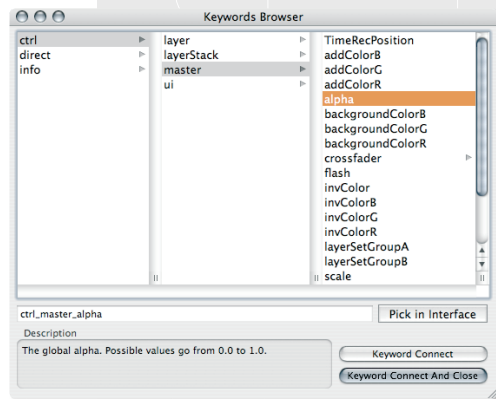 Keywords Browser
ctrl
direct
info
layer
layerStack
master
ui
TimeRecPosition
addColorB
addColorG
addColorR
alpha
backgroundColorB
backgroundColorG
backgroundColorR
crossfader
flash
invColor
invColorB
invColorG
invColorR
layerSetGroupA
layerSetGroupB
scale
ctrl_master_alpha
Pick in Interface
Description
The global alpha. Possible values go from 0.0 to 1.0.
Keyword Connect
Keyword Connect And Close